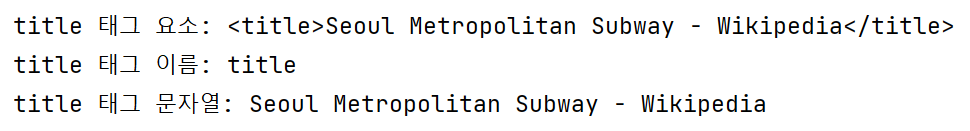 title 태그 요소: <title>Seoul Metropolitan Subway - Wikipedia</title>
title 태그 이름: title
title 태그 문자열: Seoul Metropolitan Subway - Wikipedia